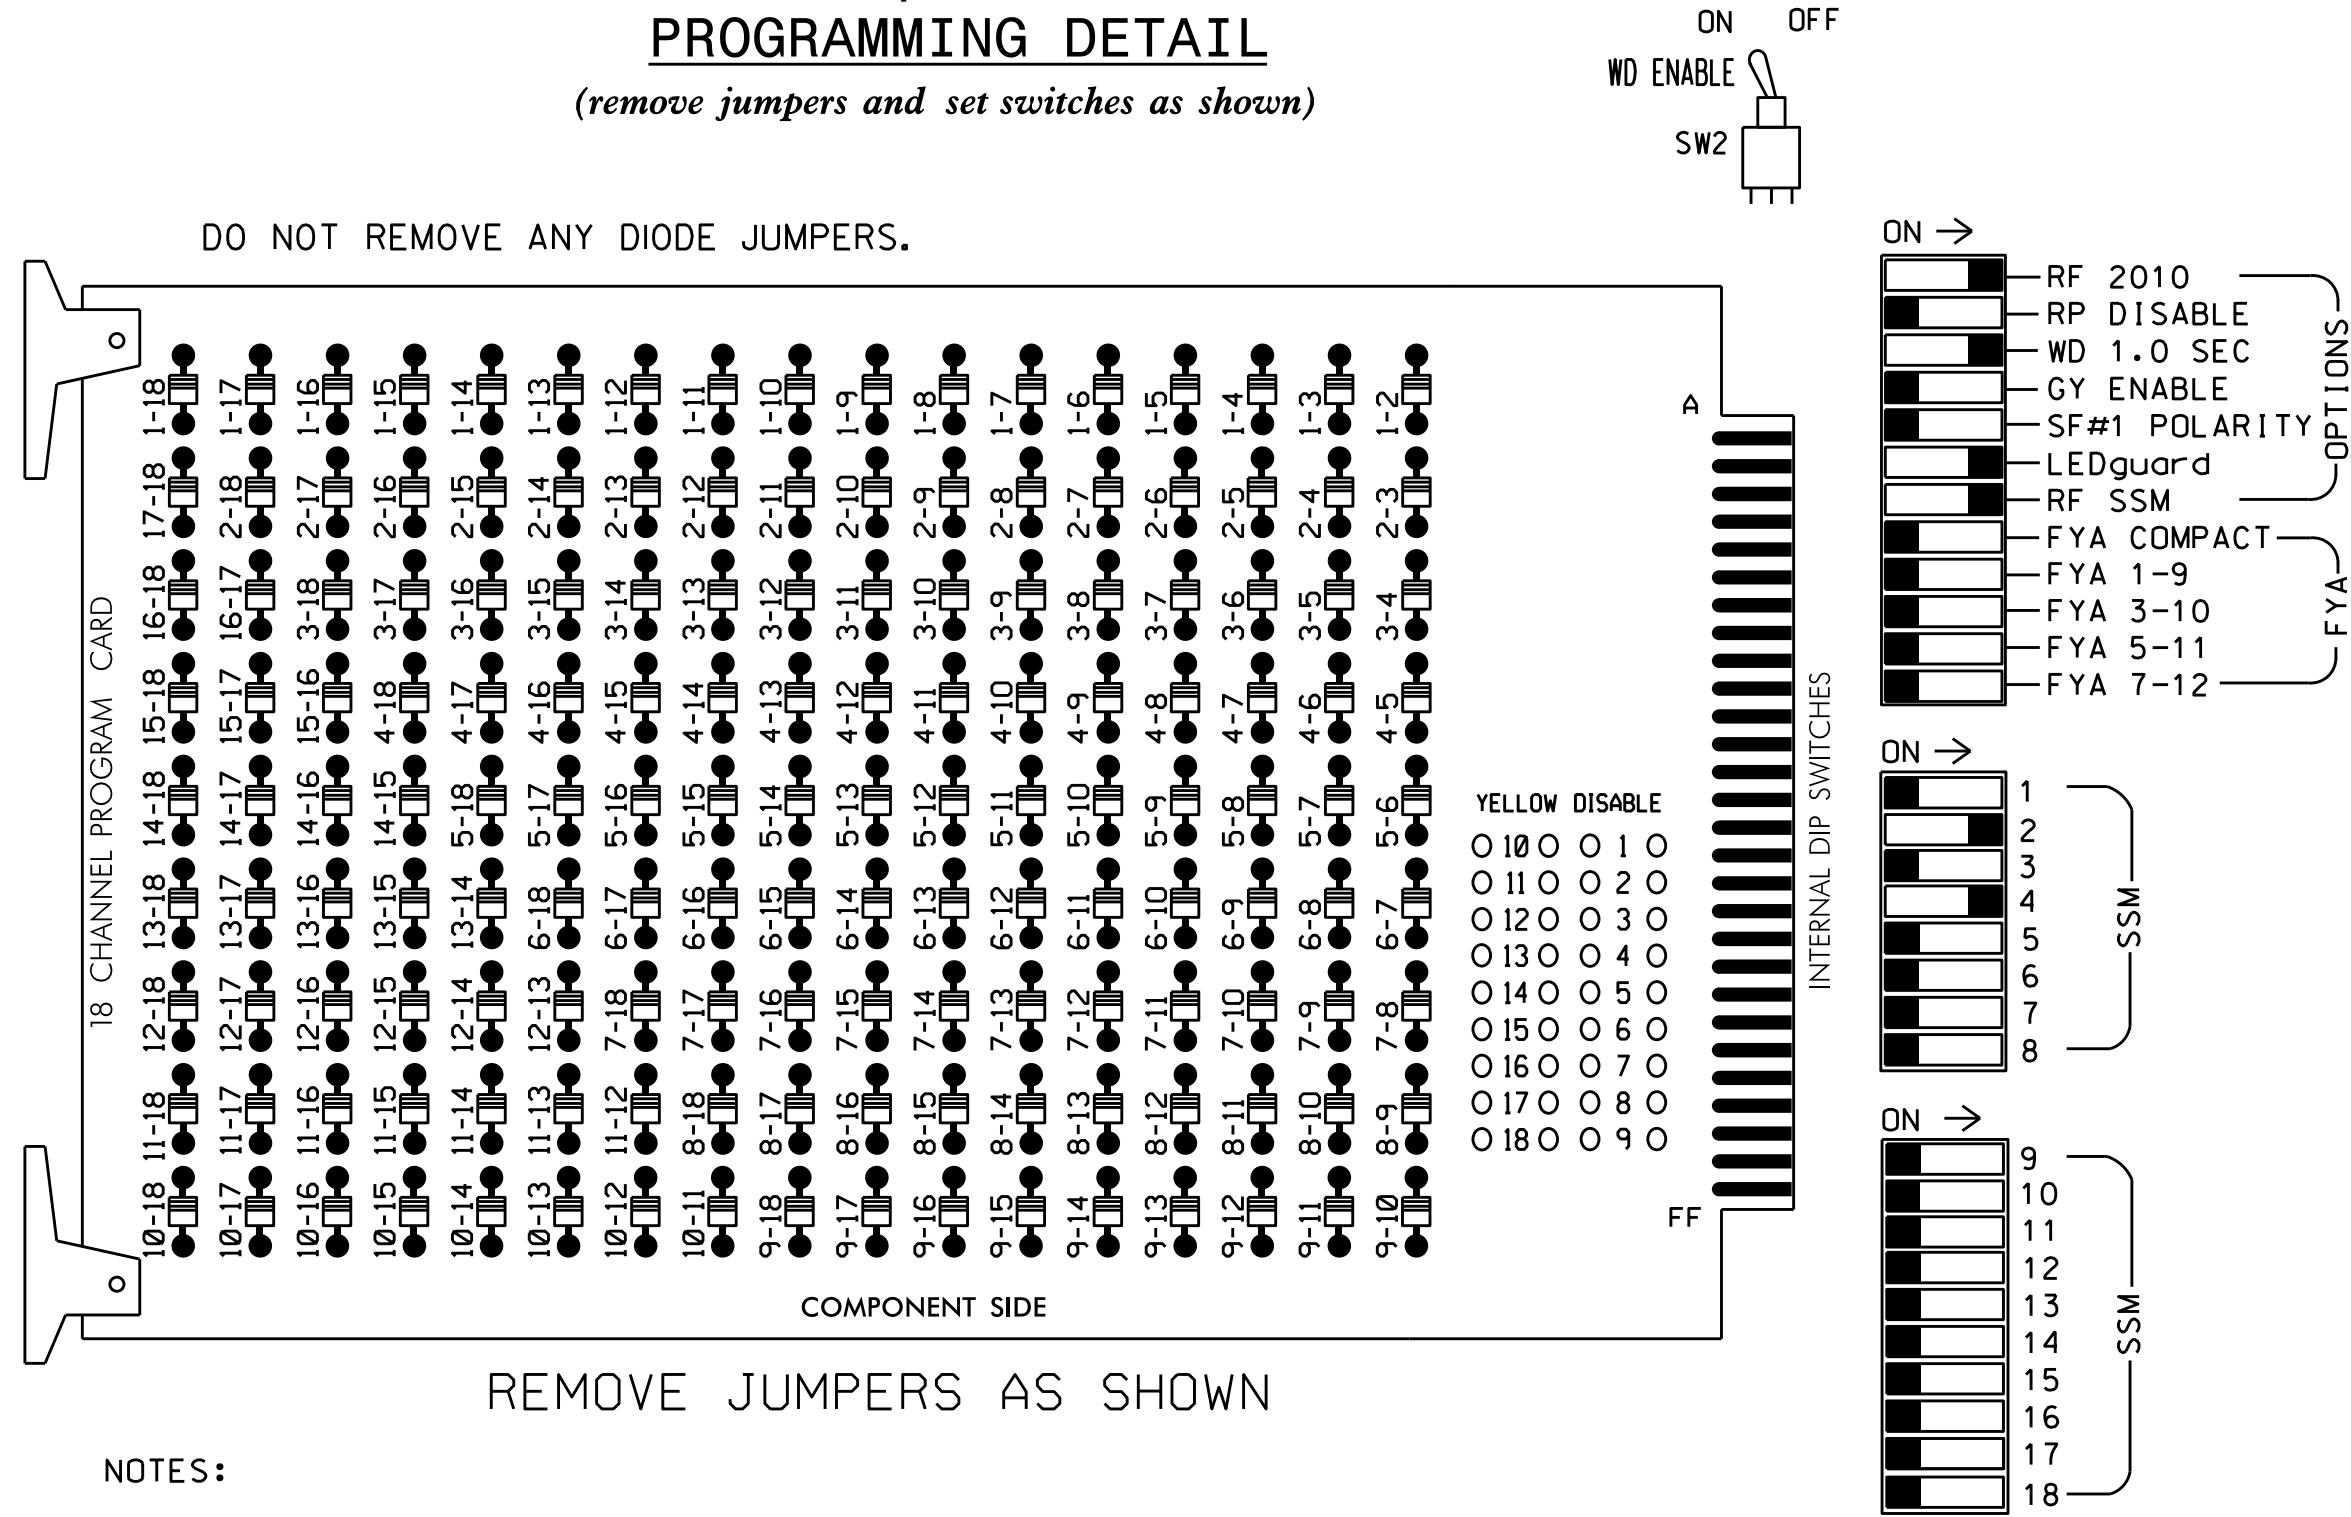 PROGRAMMING DETAIL
(remove jumpers and set switches as shown)
ON OFF
WD ENABLE
SW2
DO NOT REMOVE ANY DIODE JUMPERS.
18 CHANNEL PROGRAM CARD
1-18 1-17 1-16 1-15 1-14 1-13 1-12 1-11 1-10 1-9 1-8 1-7 1-6 1-5 1-4 1-3 1-2
17-18 2-18 2-17 2-16 2-15 2-14 2-13 2-12 2-11 2-10 2-9 2-8 2-7 2-6 2-5 2-4 2-3
16-18 16-17 3-18 3-17 3-16 3-15 3-14 3-13 3-12 3-11 3-10 3-9 3-8 3-7 3-6 3-5 3-4
15-18 15-17 15-16 4-18 4-17 4-16 4-15 4-14 4-13 4-12 4-11 4-10 4-9 4-8 4-7 4-6 4-5
14-18 14-17 14-16 14-15 5-18 5-17 5-16 5-15 5-14 5-13 5-12 5-11 5-10 5-9 5-8 5-7 5-6
13-18 13-17 13-16 13-15 13-14 6-18 6-17 6-16 6-15 6-14 6-13 6-12 6-11 6-10 6-9 6-8 6-7
12-18 12-17 12-16 12-15 12-14 12-13 7-18 7-17 7-16 7-15 7-14 7-13 7-12 7-11 7-10 7-9 7-8
11-18 11-17 11-16 11-15 11-14 11-13 11-12 8-18 8-17 8-16 8-15 8-14 8-13 8-12 8-11 8-10 8-9
10-18 10-17 10-16 10-15 10-14 10-13 10-12 10-11 9-18 9-17 9-16 9-15 9-14 9-13 9-12 9-11 9-10
A
YELLOW DISABLE
10 1
11 2
12 3
13 4
14 5
15 6
16 7
17 8
18 9
FF
COMPONENT SIDE
INTERNAL DIP SWITCHES
REMOVE JUMPERS AS SHOWN
NOTES:
ON
RF 2010
RP DISABLE
WD 1.0 SEC
GY ENABLE
SF#1 POLARITY
LEDguard
RF SSM
OPTIONS
FYA COMPACT
FYA 1-9
FYA 3-10
FYA 5-11
FYA 7-12
FYA
ON
1
2
3
4
5
6
7
8
SSM
ON
9
10
11
12
13
14
15
16
17
18
SSM